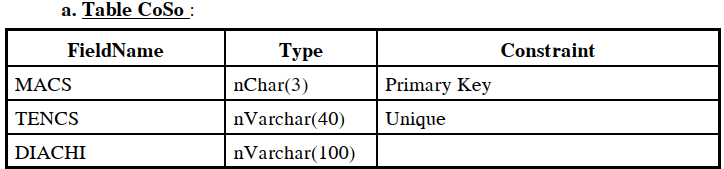 a. Table CoSo :
FieldName Type Constraint
MACS nChar(3) Primary Key
TENCS nVarchar(40) Unique
DIACHI nVarchar(100)